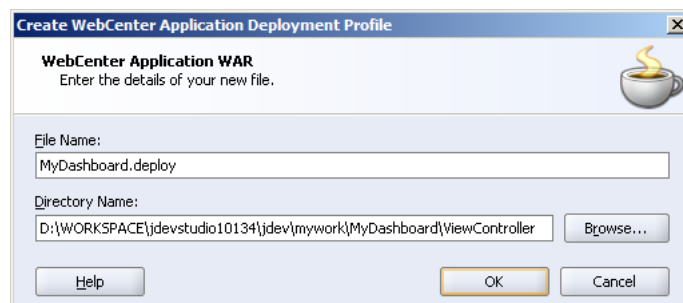 Create WebCenter Application Deployment Profile
WebCenter Application WAR
Enter the details of your new file.
File Name:
MyDashboard.deploy
Directory Name:
D:\WORKSPACE\jdevstudio10134\jdev\mywork\MyDashboard\ViewController
Browse...
Help
OK
Cancel